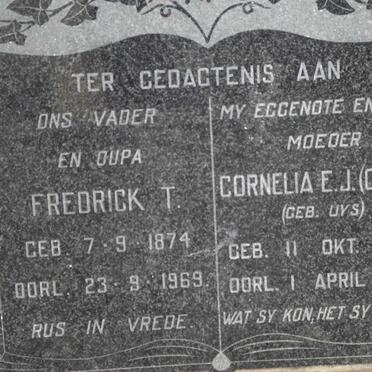 TER GEDAGTENIS AAN
ONS VADER
EN OUPA
FREDRICK T.
GEB. 7·9·1874
OORL. 23·9·1969.
RUS IN VREDE.
MY EGGENOTE EN
MOEDER
CORNELIA E.J.
(GEB. UYS)
GEB. 11 OKT.
OORL. 1 APRIL
WAT SY KON, HET SY